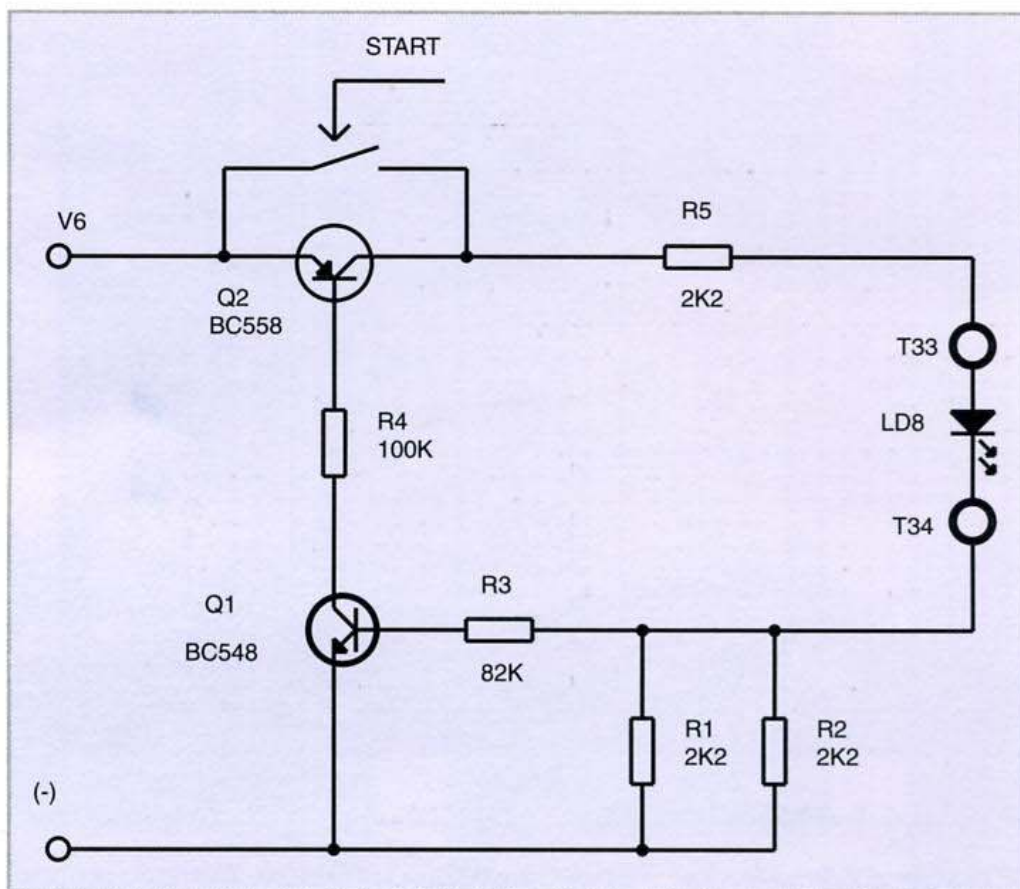 START
V6
R5
Q2
BC558
2K2
T33
R4
100K
LD8
T34
R3
Q1
BC548
82K
R1
2K2
R2
2K2
(-)